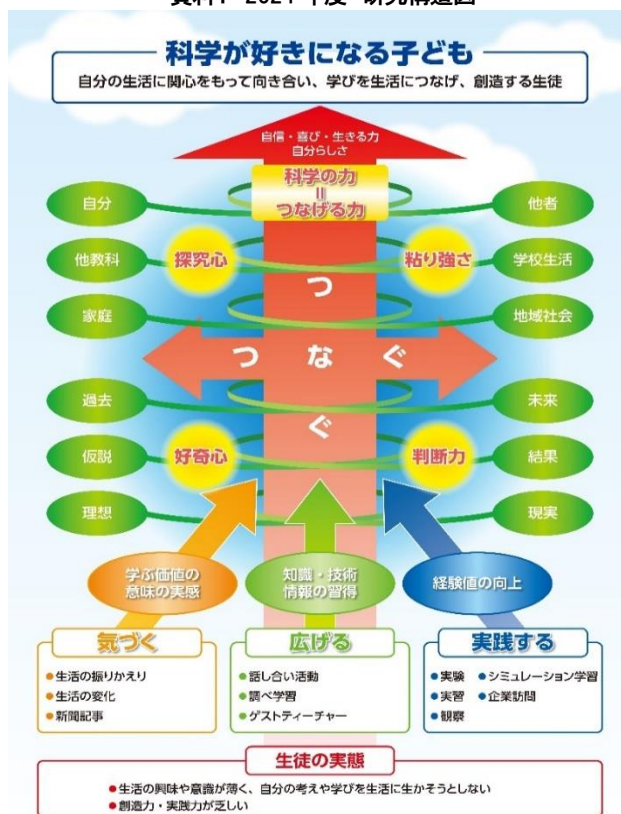 資料1 2021年度 研究構造図
科学が好きになる子ども
自分の生活に関心をもって向き合い、学びを生活につなげ、創造する生徒
自信・喜び・生きる力
自分らしさ
科学の力
＝
つなげる力
自分
他者
他教科
探究心
粘り強さ
学校生活
つ
家庭
地域社会
つ な ぐ
過去
未来
ぐ
仮説
好奇心
判断力
結果
理想
現実
学ぶ価値の
意味の実感
知識・技術
情報の習得
経験値の向上
気づく
●生活の振りかえり
●生活の変化
●新聞記事
広げる
●話し合い活動
●調べ学習
●ゲストティーチャー
実践する
●実験 ●シミュレーション学習
●実習 ●企業訪問
●観察
生徒の実態
●生活の興味や意識が薄く、自分の考えや学びを生活に生かそうとしない
●創造力・実践力が乏しい